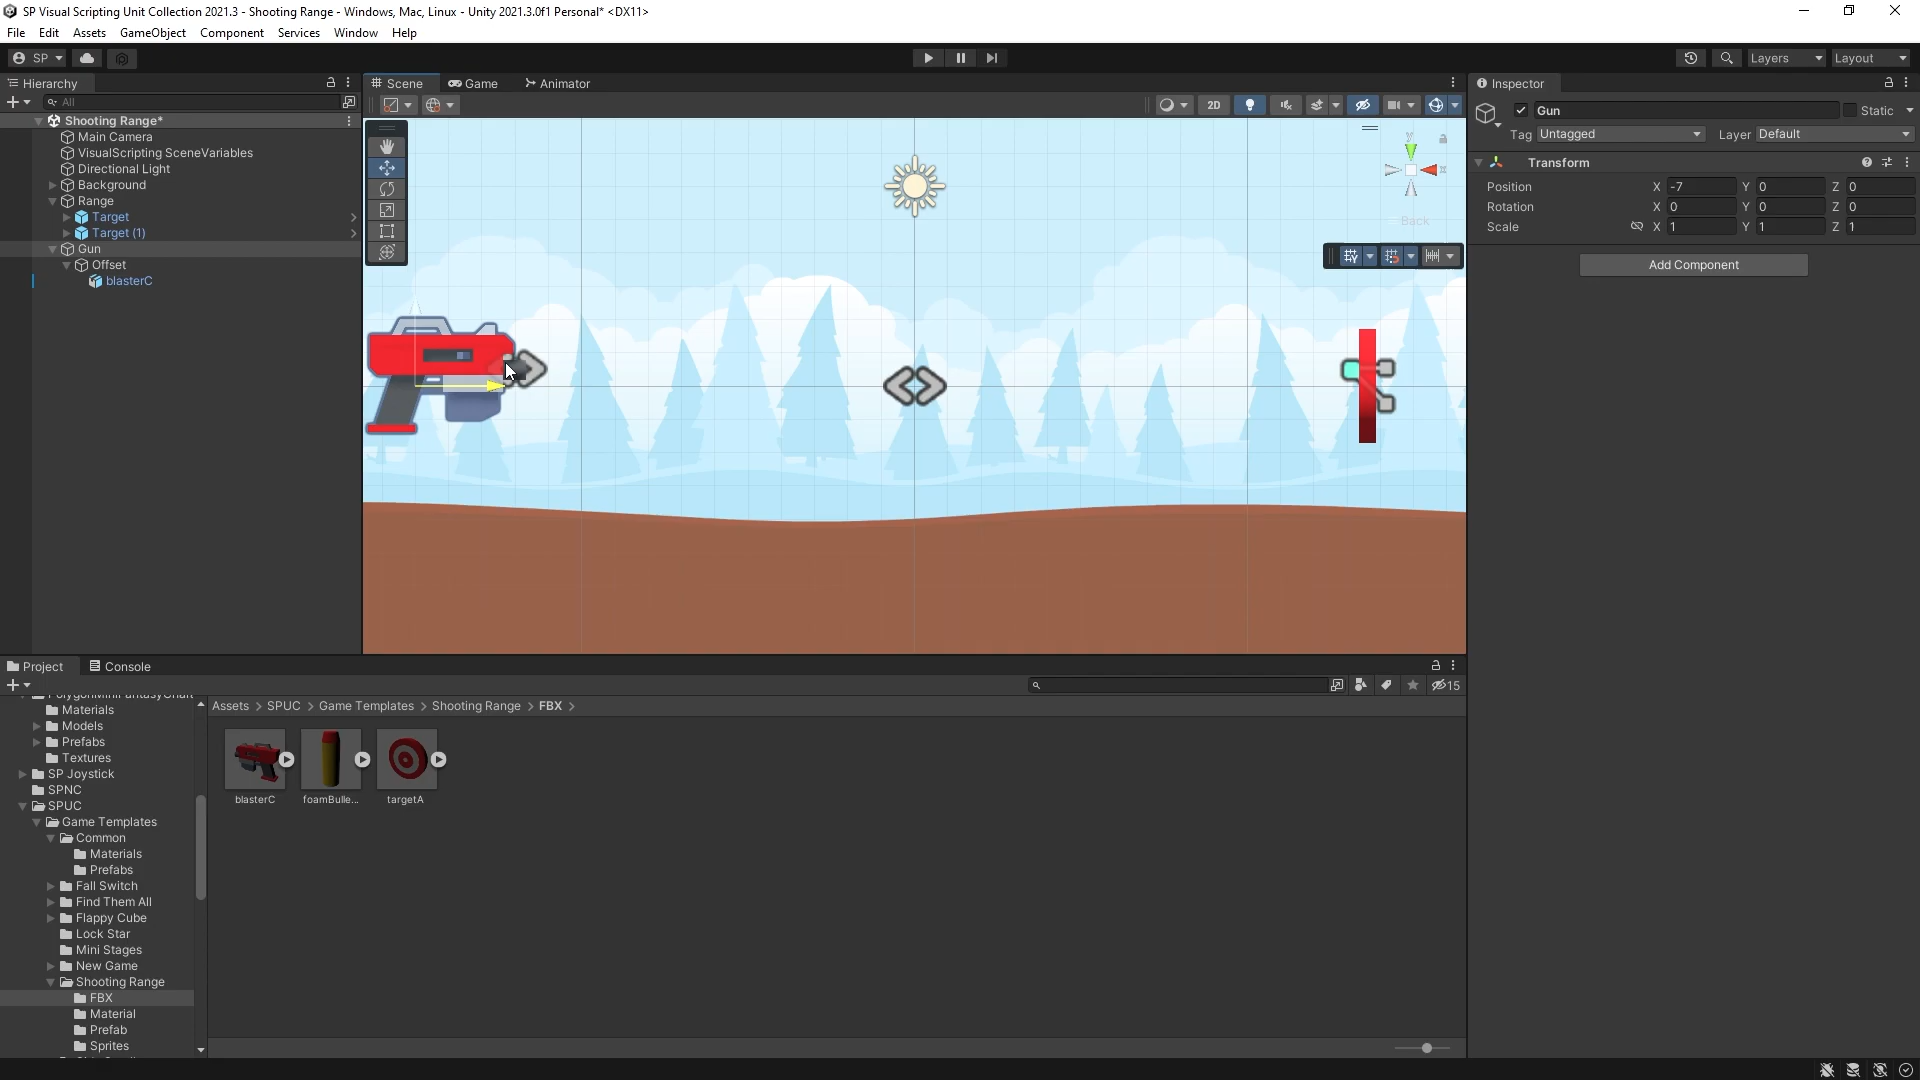 SP Visual Scripting Unit Collection 2021.3 - Shooting Range - Windows, Mac, Linux - Unity 2021.3.0f1 Personal* <DX11>
File Edit Assets GameObject Component Services Window Help
SP Layers Layout
Hierarchy
All
Shooting Range*
Main Camera
VisualScripting SceneVariables
Directional Light
Background
Range
Target
Target (1)
Gun
Offset
blasterC
Scene Game Animator
2D
y
x
Back
Inspector
Gun Static
Tag Untagged Layer Default
Transform
Position X -7 Y 0 Z 0
Rotation X 0 Y 0 Z 0
Scale X 1 Y 1 Z 1
Add Component
Project Console
15
Materials
Models
Prefabs
Textures
SP Joystick
SPNC
SPUC
Game Templates
Common
Materials
Prefabs
Fall Switch
Find Them All
Flappy Cube
Lock Star
Mini Stages
New Game
Shooting Range
FBX
Material
Prefab
Sprites
Assets > SPUC > Game Templates > Shooting Range > FBX >
blasterC foamBulle... targetA